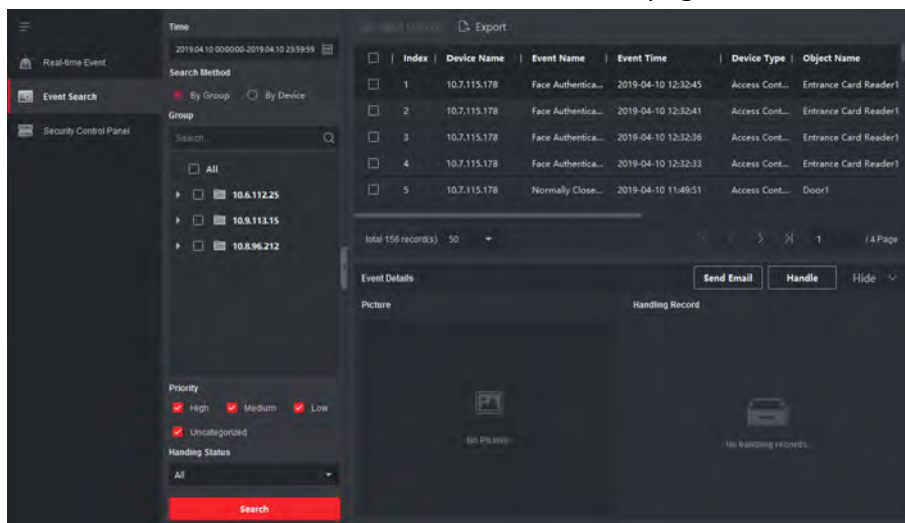 Real-time Event
Event Search
Security Control Panel
Time
2019.04.10 00:00:00-2019.04.10 23:59:59
Search Method
By Group By Device
Group
Search
All
10.6.112.25
10.9.113.15
10.8.96.212
Priority
High Medium Low
Uncategorized
Handing Status
All
Search
Export
Index Device Name Event Name Event Time Device Type Object Name
1 10.7.115.178 Face Authentica... 2019-04-10 12:32:45 Access Cont... Entrance Card Reader1
2 10.7.115.178 Face Authentica... 2019-04-10 12:32:41 Access Cont... Entrance Card Reader1
3 10.7.115.178 Face Authentica... 2019-04-10 12:32:36 Access Cont... Entrance Card Reader1
4 10.7.115.178 Face Authentica... 2019-04-10 12:32:33 Access Cont... Entrance Card Reader1
5 10.7.115.178 Normally Close... 2019-04-10 11:49:51 Access Cont... Door1
total 156 record(s) 50 1 / 4 Page
Event Details Send Email Handle Hide
Picture Handling Record
No Picture
No handling records.